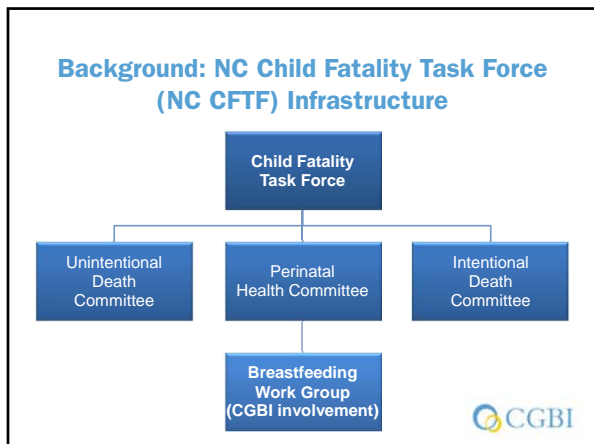 Background: NC Child Fatality Task Force
(NC CFTF) Infrastructure
Child Fatality
Task Force
Unintentional
Death
Committee
Perinatal
Health Committee
Intentional
Death
Committee
Breastfeeding
Work Group
(CGBI involvement)
CGBI